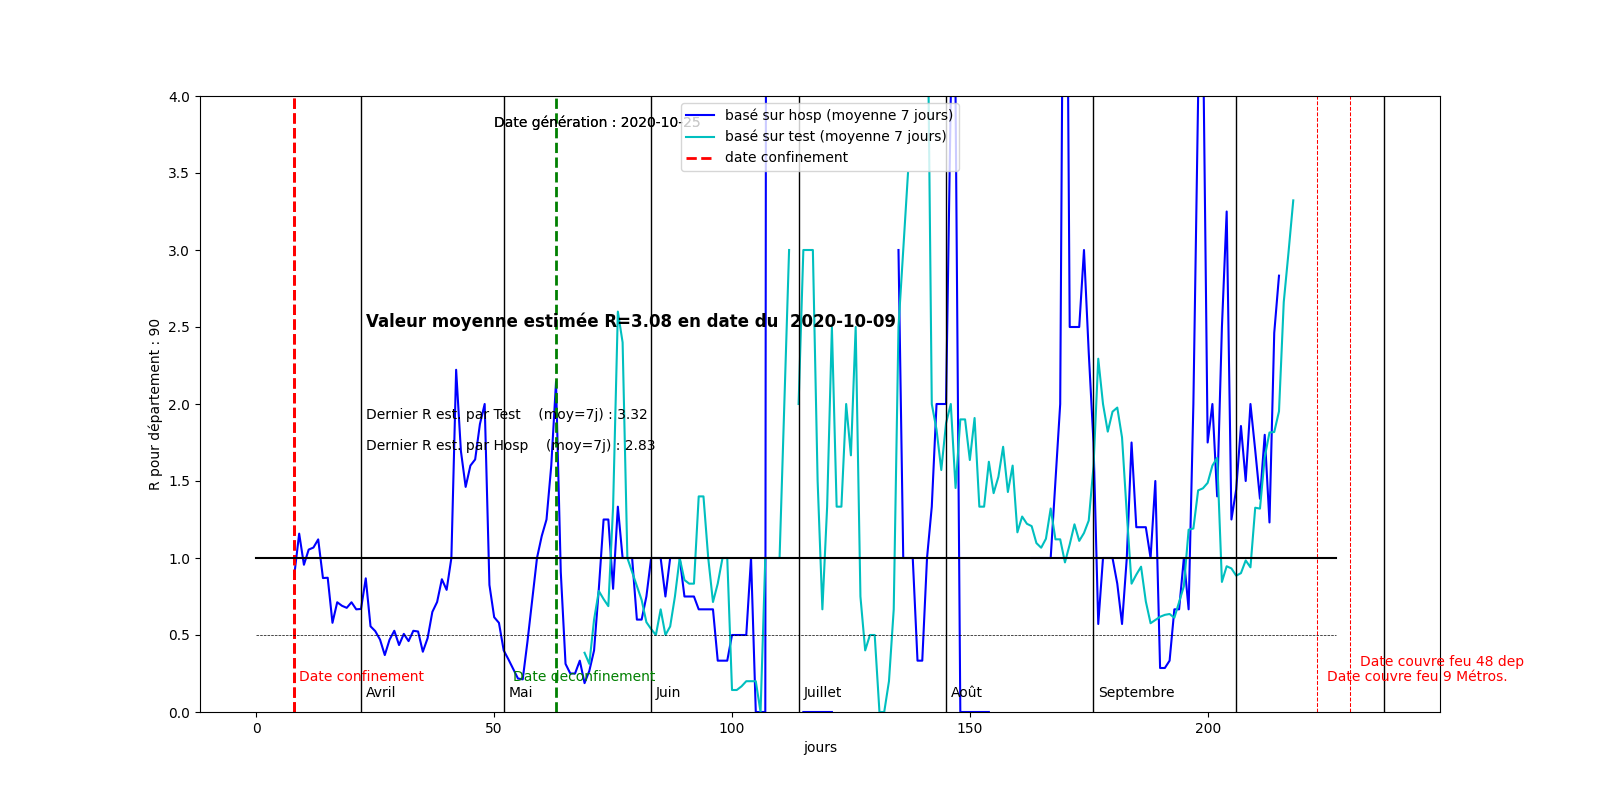 4.0
3.5
3.0
2.5
2.0
1.5
1.0
0.5
0.0
R pour département : 90
0
50
100
150
200
jours
Date génération : 2020-10-25
basé sur hosp (moyenne 7 jours)
basé sur test (moyenne 7 jours)
date confinement
Valeur moyenne estimée R=3.08 en date du  2020-10-09
Dernier R est. par Test    (moy=7j) : 3.32
Dernier R est. par Hosp    (moy=7j) : 2.83
Date couvre feu 48 dep
Date confinement
Date déconfinement
Date couvre feu 9 Métros.
Avril
Mai
Juin
Juillet
Août
Septembre